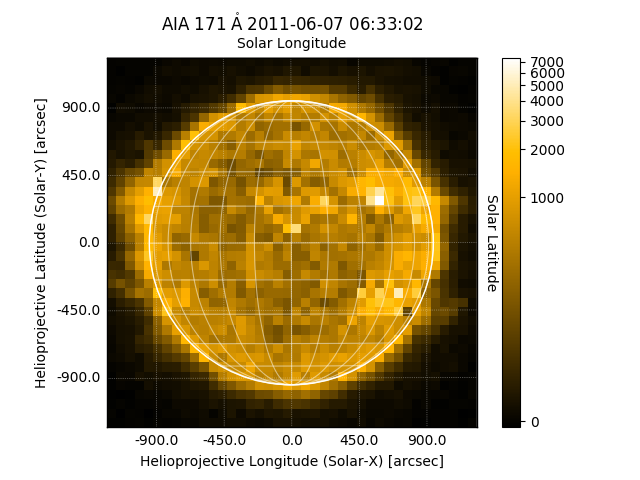 AIA 171 Å 2011-06-07 06:33:02
Solar Longitude
7000
6000
5000
4000
3000
2000
1000
0
900.0
450.0
0.0
-450.0
-900.0
Helioprojective Latitude (Solar-Y) [arcsec]
Solar Latitude
-900.0 -450.0 0.0 450.0 900.0
Helioprojective Longitude (Solar-X) [arcsec]